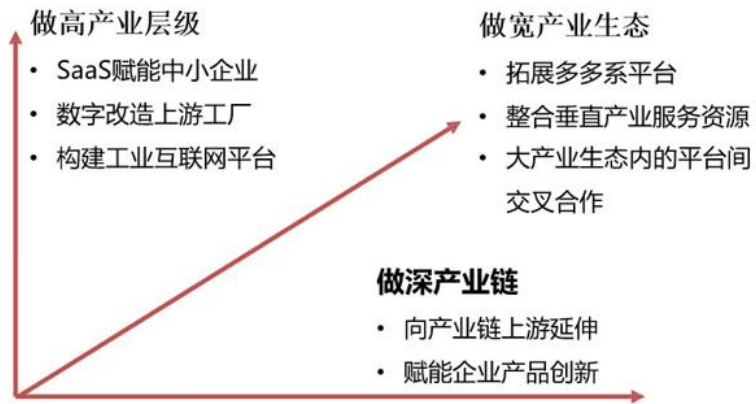 做高产业层级
• SaaS赋能中小企业
• 数字改造上游工厂
• 构建工业互联网平台
做宽产业生态
• 拓展多多系平台
• 整合垂直产业服务资源
• 大产业生态内的平台间
交叉合作
做深产业链
• 向产业链上游延伸
• 赋能企业产品创新